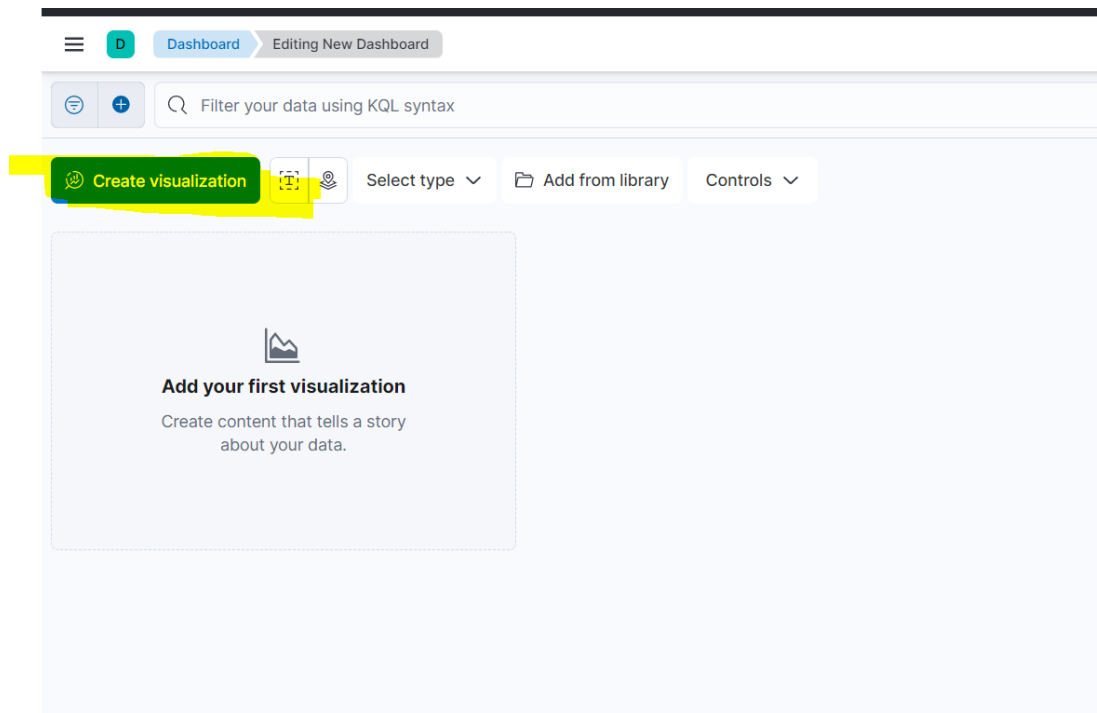 D Dashboard Editing New Dashboard
Filter your data using KQL syntax
Create visualization T Select type Add from library Controls
Add your first visualization
Create content that tells a story
about your data.